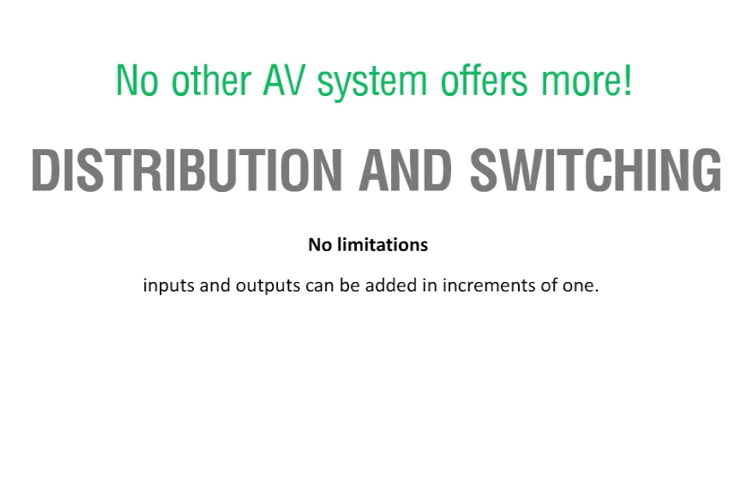 No other AV system offers more!
DISTRIBUTION AND SWITCHING
No limitations
inputs and outputs can be added in increments of one.